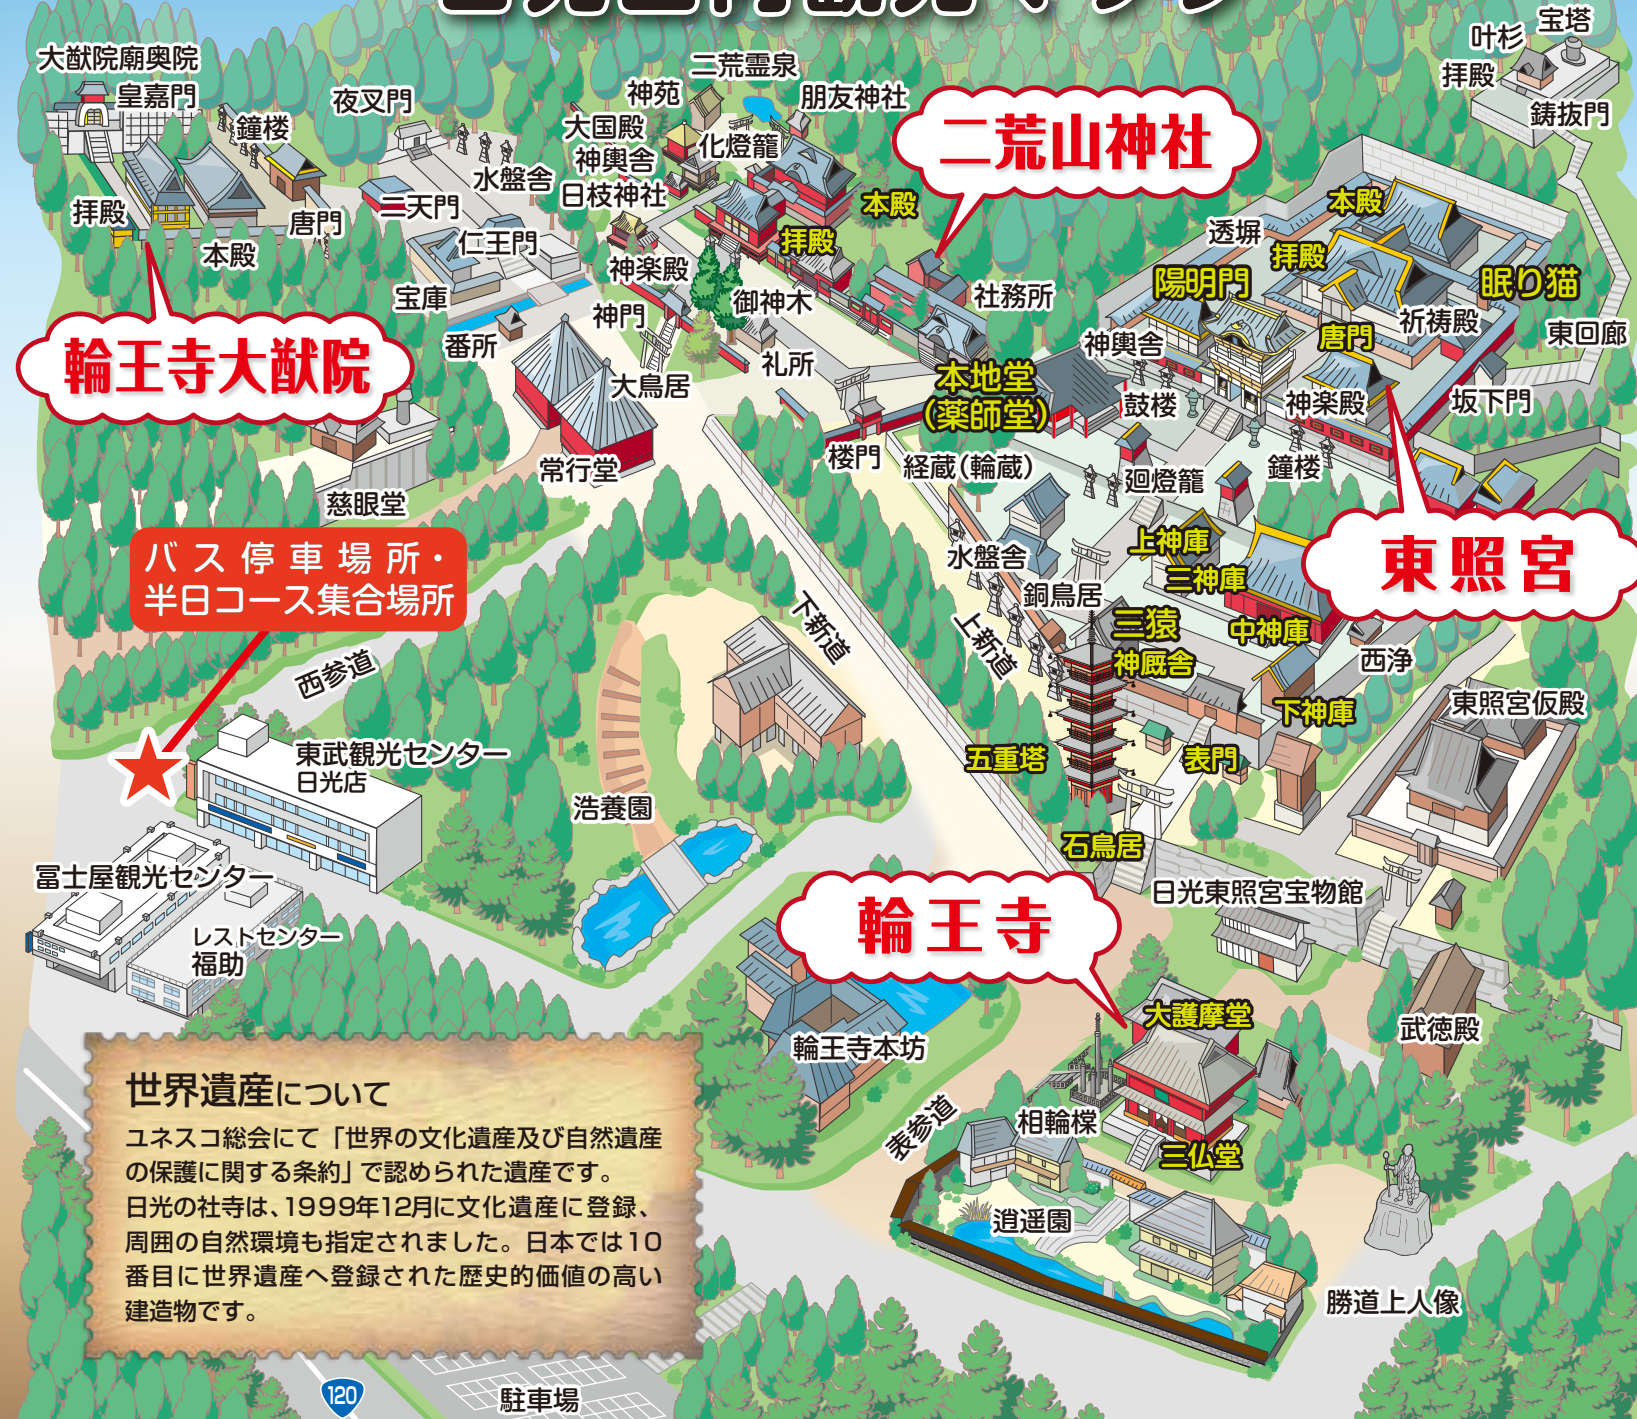 大猷院廟奥院
皇嘉門
鐘楼
夜叉門
水盤舎
二天門
唐門
拝殿
本殿
仁王門
宝庫
番所
輪王寺大猷院
二荒霊泉
神苑
朋友神社
大国殿
化燈籠
神輿舎
日枝神社
本殿
拝殿
神楽殿
御神木
神門
社務所
札所
大鳥居
二荒山神社
宝塔
叶杉
拝殿
鋳抜門
本殿
透塀
拝殿
陽明門
眠り猫
祈祷殿
唐門
東回廊
神輿舎
坂下門
神楽殿
鼓楼
本地堂
(薬師堂)
楼門
経蔵(輪蔵)
廻燈籠
鐘楼
常行堂
慈眼堂
バス停車場所・
半日コース集合場所
西参道
下新道
上新道
水盤舎
銅鳥居
上神庫
三神庫
東照宮
三猿
中神庫
神厩舎
西浄
下神庫
東照宮仮殿
五重塔
表門
石鳥居
東武観光センター
日光店
浩養園
冨士屋観光センター
レストセンター
福助
日光東照宮宝物館
輪王寺
大護摩堂
武徳殿
輪王寺本坊
表参道
相輪橖
三仏堂
逍遥園
勝道上人像
世界遺産について
ユネスコ総会にて「世界の文化遺産及び自然遺産
の保護に関する条約」で認められた遺産です。
日光の社寺は、1999年12月に文化遺産に登録、
周囲の自然環境も指定されました。日本では10
番目に世界遺産へ登録された歴史的価値の高い
建造物です。
120
駐車場